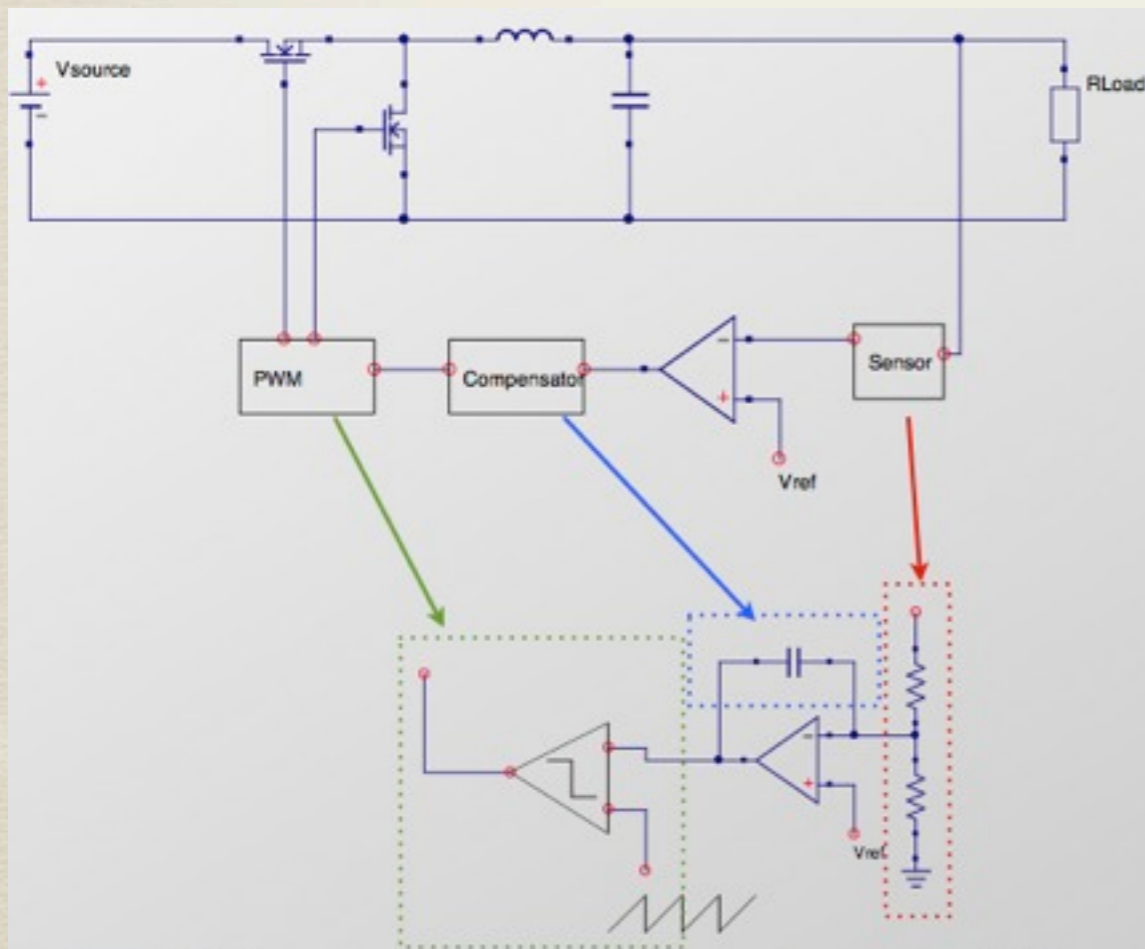 Vsource
RLoad
PWM
Compensator
Sensor
Vref
Vref